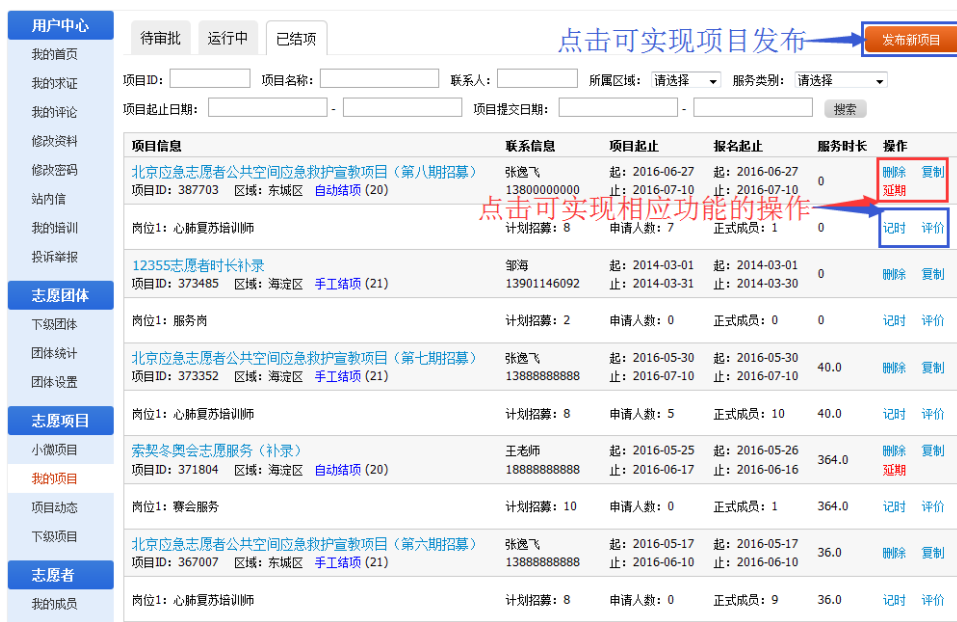 用户中心
我的首页
我的求证
我的评论
修改资料
修改密码
站内信
我的培训
投诉举报
志愿团体
下级团体
团体统计
团体设置
志愿项目
小微项目
我的项目
项目动态
下级项目
志愿者
我的成员
待审批 运行中 已结项
点击可实现项目发布 发布新项目
项目ID: 项目名称: 联系人: 所属区域: 请选择 服务类别: 请选择
项目起止日期: - 项目提交日期: - 搜索
项目信息 联系信息 项目起止 报名起止 服务时长 操作
北京应急志愿者公共空间应急救护宣教项目（第八期招募） 张逸飞 起: 2016-06-27 起: 2016-06-27 0 删除 复制
项目ID: 387703 区域: 东城区 自动结项 (20) 13800000000 止: 2016-07-10 止: 2016-07-10 延期
点击可实现相应功能的操作
岗位1: 心肺复苏培训师 计划招募: 8 申请人数: 7 正式成员: 1 0 记时 评价
12355志愿者时长补录 邹海 起: 2014-03-01 起: 2014-03-01 0 删除 复制
项目ID: 373485 区域: 海淀区 手工结项 (21) 13901146092 止: 2014-03-31 止: 2014-03-30
岗位1: 服务岗 计划招募: 2 申请人数: 0 正式成员: 0 0 记时 评价
北京应急志愿者公共空间应急救护宣教项目（第七期招募） 张逸飞 起: 2016-05-30 起: 2016-05-30 40.0 删除 复制
项目ID: 373352 区域: 海淀区 手工结项 (21) 13888888888 止: 2016-07-10 止: 2016-07-10
岗位1: 心肺复苏培训师 计划招募: 8 申请人数: 5 正式成员: 10 40.0 记时 评价
索契冬奥会志愿服务（补录） 王老师 起: 2016-05-25 起: 2016-05-26 364.0 删除 复制
项目ID: 371804 区域: 海淀区 自动结项 (20) 18888888888 止: 2016-06-17 止: 2016-06-16 延期
岗位1: 赛会服务 计划招募: 10 申请人数: 0 正式成员: 1 364.0 记时 评价
北京应急志愿者公共空间应急救护宣教项目（第六期招募） 张逸飞 起: 2016-05-17 起: 2016-05-17 36.0 删除 复制
项目ID: 367007 区域: 东城区 手工结项 (21) 13888888888 止: 2016-06-10 止: 2016-06-10
岗位1: 心肺复苏培训师 计划招募: 8 申请人数: 0 正式成员: 9 36.0 记时 评价